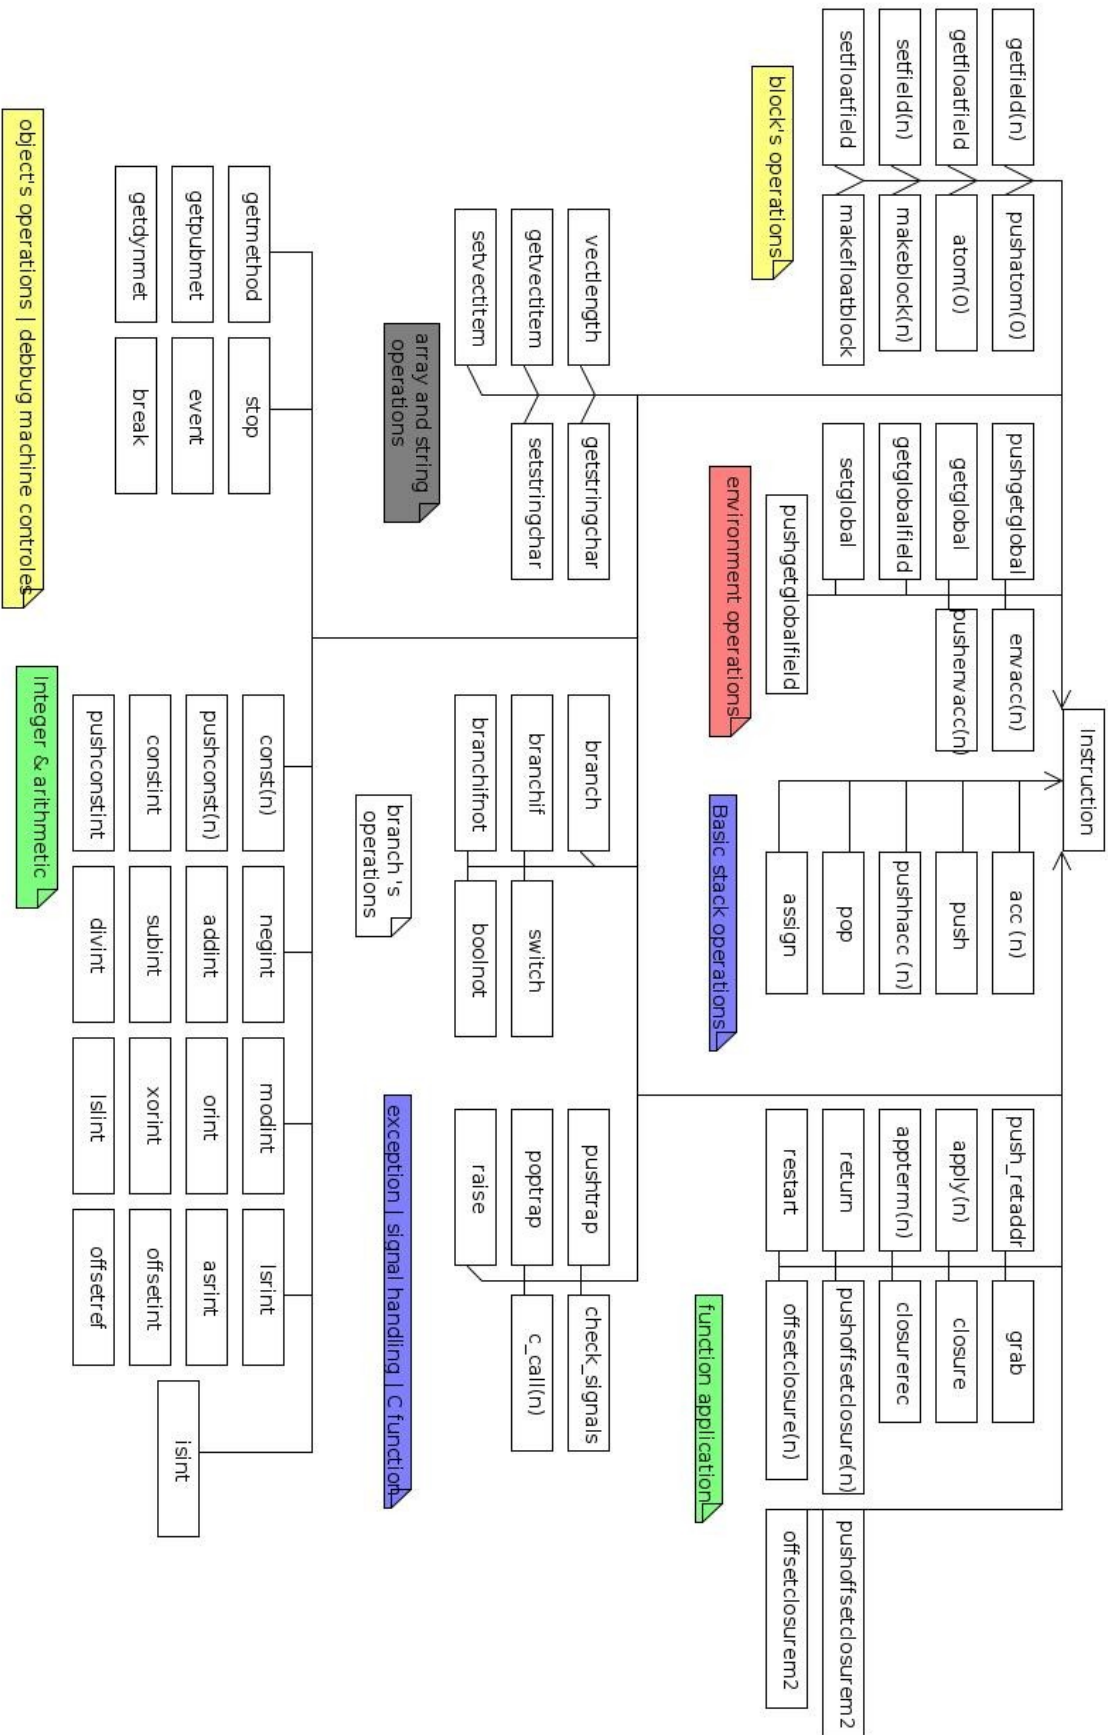 Instruction
getfield(n)
getfloatfield
setfield(n)
setfloatfield
pushatom(0)
atom(0)
makeblock(n)
makefloatblock
block's operations
pushgetglobal
getglobal
getglobalfield
setglobal
envacc(n)
pushenvacc(n)
pushgetglobalfield
environment operations
acc (n)
push
pushhacc (n)
pop
assign
Basic stack operations
push_retaddr
apply(n)
appterm(n)
return
restart
grab
closure
closurerec
pushoffsetclosure(n)
offsetclosure(n)
pushoffsetclosurem2
offsetclosurem2
function application
vectlength
getvectitem
setvectitem
getstringchar
setstringchar
array and string
operations
branch
branchif
branchifnot
switch
boolnot
branch 's
operations
pushtrap
poptrap
raise
check_signals
c_call(n)
exception | signal handling | C function
getmethod
getpubmet
getdynmet
stop
event
break
object's operations | debbug machine controles
const(n)
pushconst(n)
constint
pushconstint
negint
addint
subint
divint
modint
orint
xorint
lslint
lsrint
asrint
offsetint
offsetref
isint
Integer & arithmetic